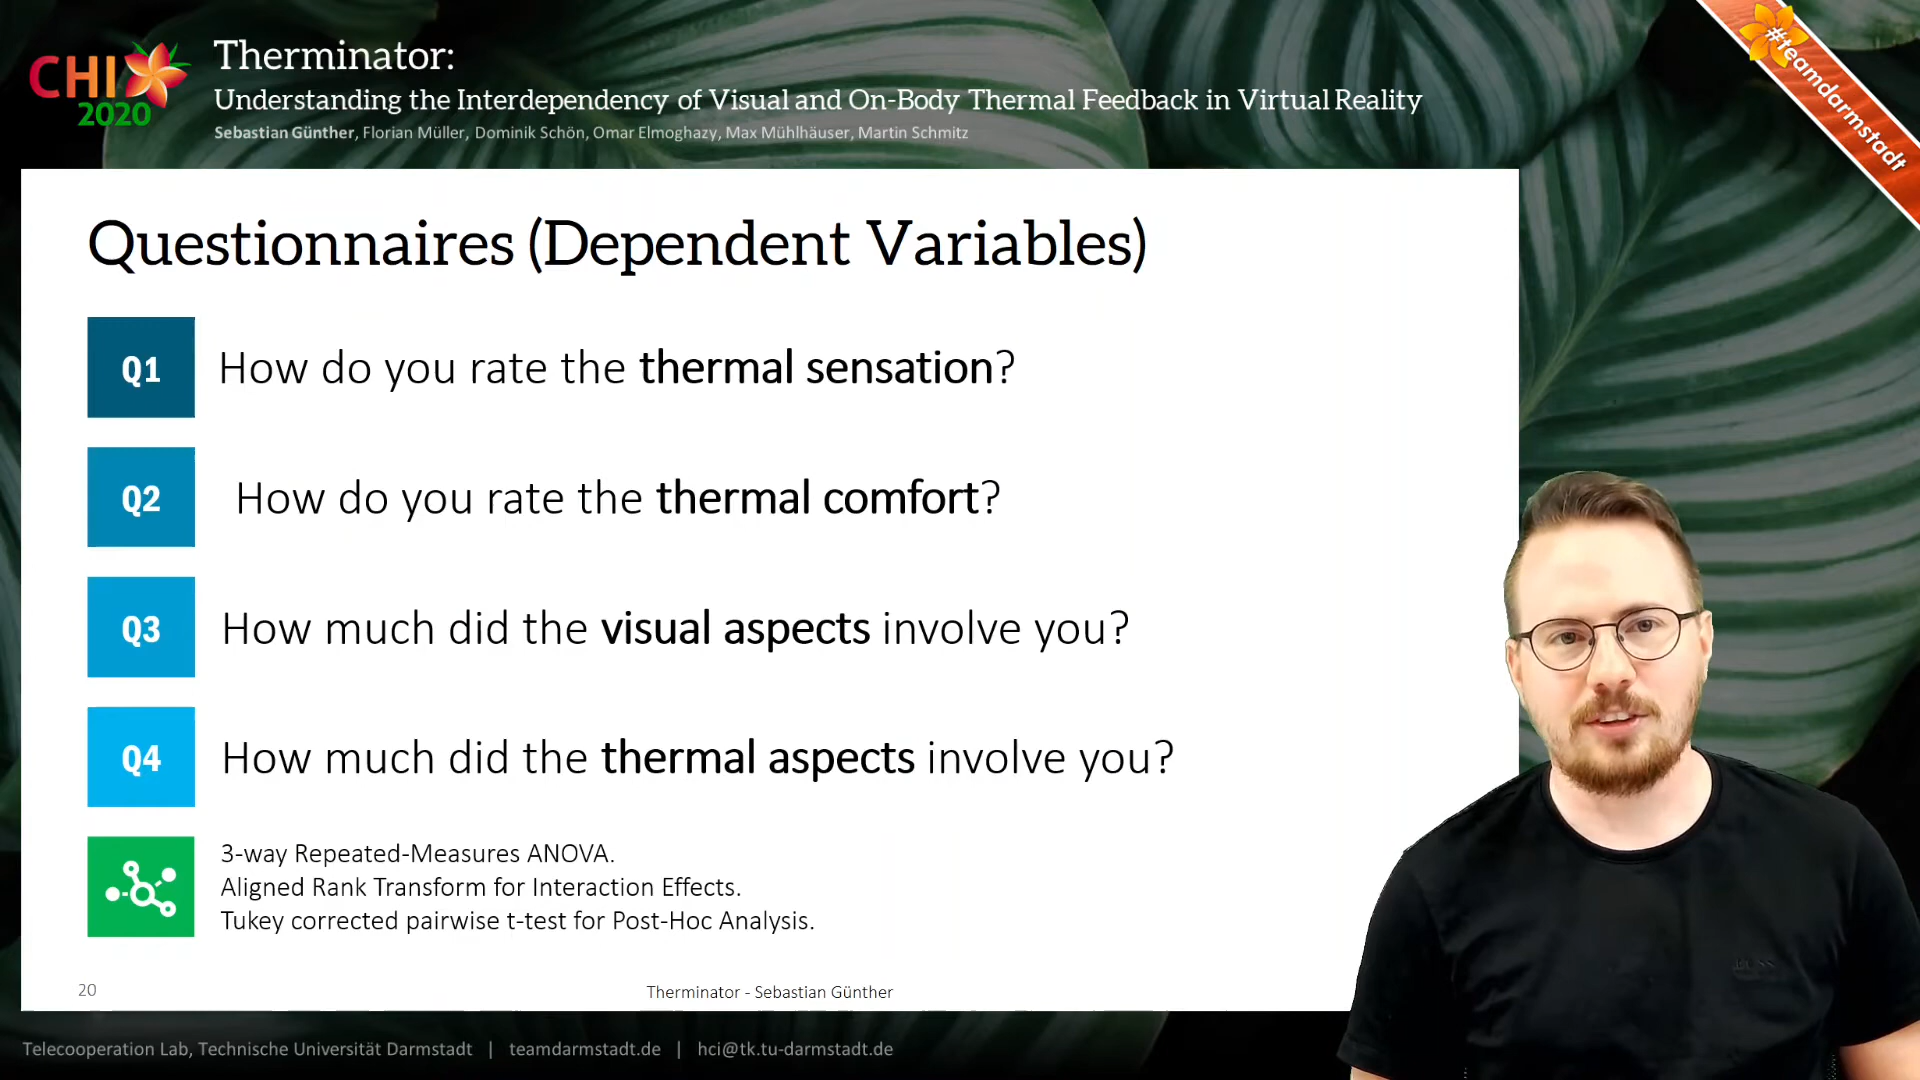 CHI
2020
Therminator:
Understanding the Interdependency of Visual and On-Body Thermal Feedback in Virtual Reality
Sebastian Günther, Florian Müller, Dominik Schön, Omar Elmoghazy, Max Mühlhäuser, Martin Schmitz
#teamdarmstadt
Questionnaires (Dependent Variables)
Q1 How do you rate the thermal sensation?
Q2 How do you rate the thermal comfort?
Q3 How much did the visual aspects involve you?
Q4 How much did the thermal aspects involve you?
3-way Repeated-Measures ANOVA.
Aligned Rank Transform for Interaction Effects.
Tukey corrected pairwise t-test for Post-Hoc Analysis.
20
Therminator - Sebastian Günther
Telecooperation Lab, Technische Universität Darmstadt | teamdarmstadt.de | hci@tk.tu-darmstadt.de